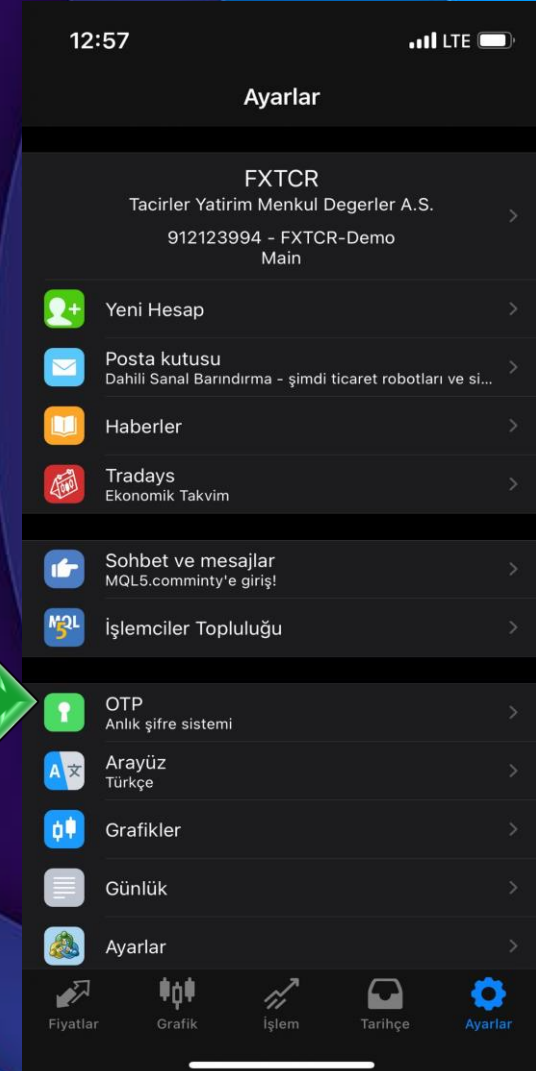 12:57
LTE
Ayarlar
FXTCR
Tacirler Yatirim Menkul Degerler A.S.
912123994 - FXTCR-Demo
Main
Yeni Hesap
Posta kutusu
Dahili Sanal Barındırma - şimdi ticaret robotları ve si...
Haberler
Tradays
Ekonomik Takvim
Sohbet ve mesajlar
MQL5.comminty'e giriş!
MQL
5
İşlemciler Topluluğu
OTP
Anlık şifre sistemi
A 文
Arayüz
Türkçe
Grafikler
Günlük
Ayarlar
Fiyatlar
Grafik
İşlem
Tarihçe
Ayarlar